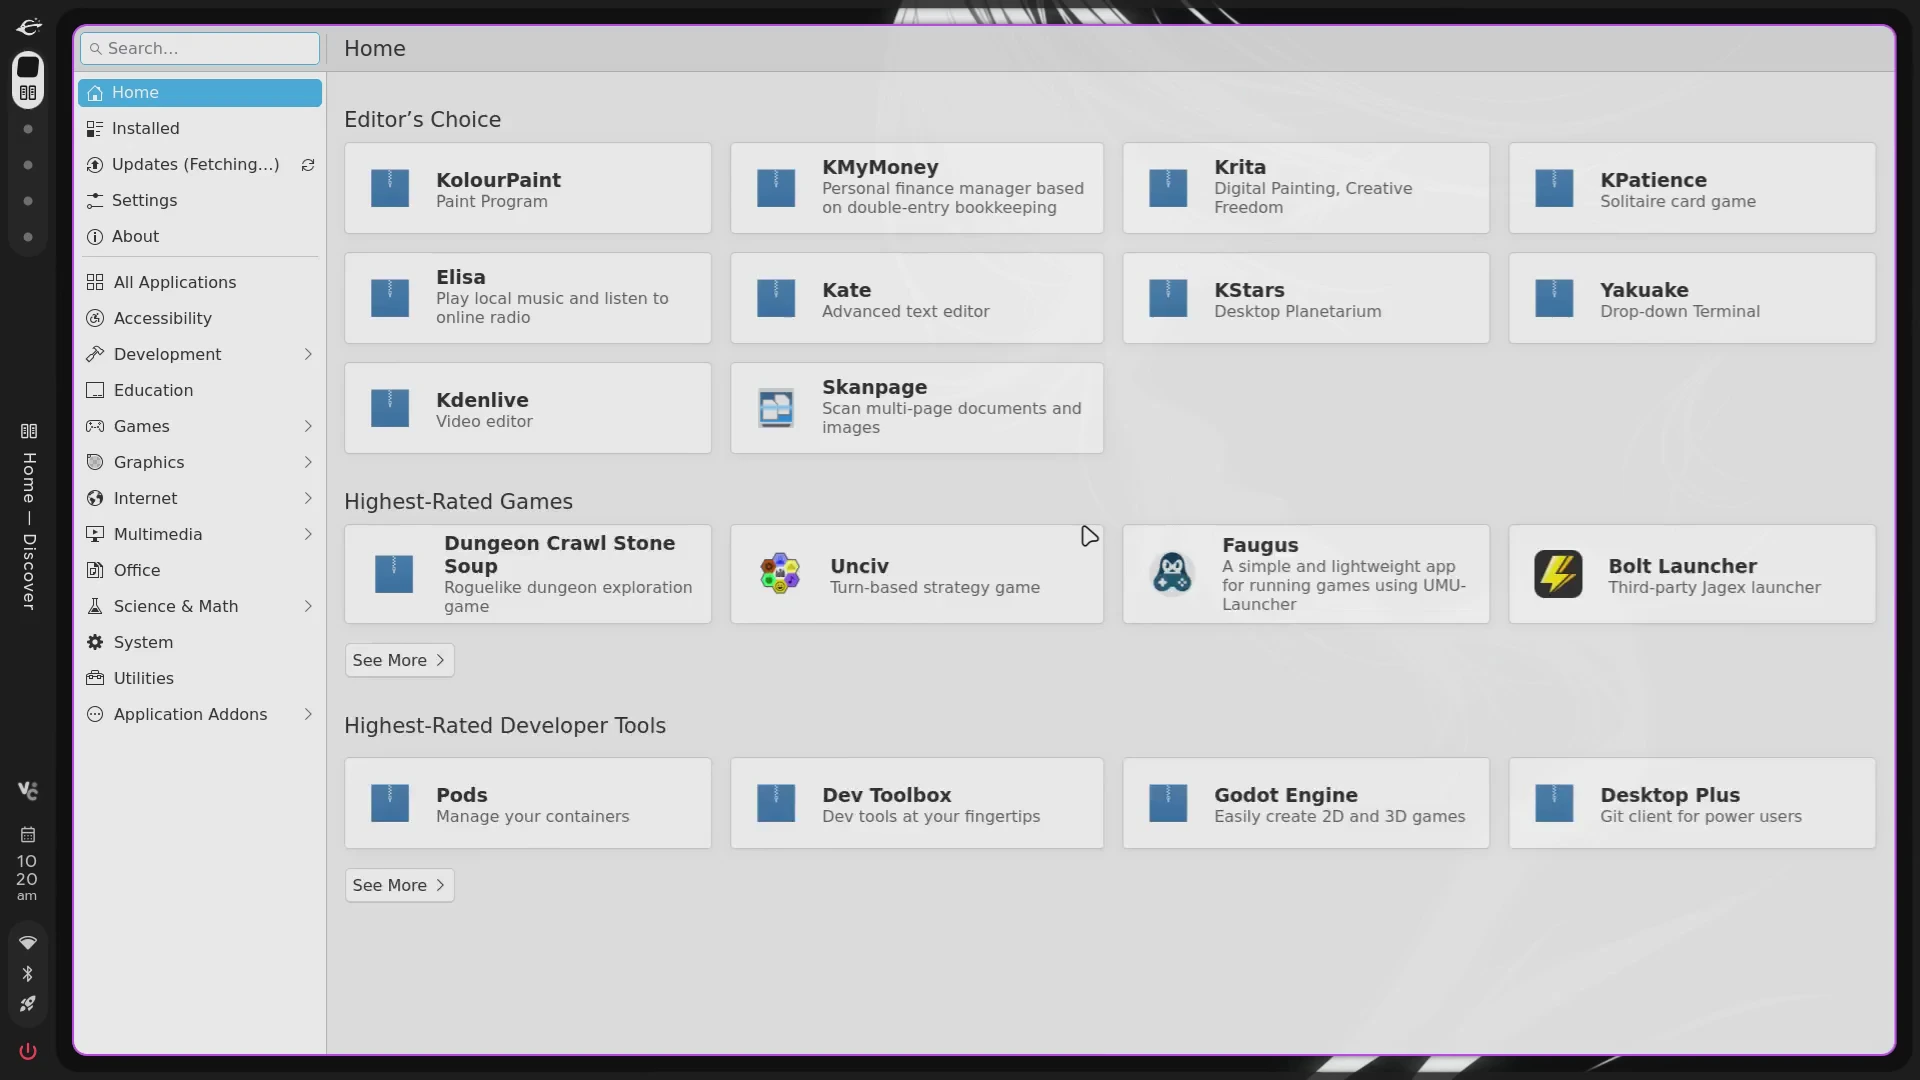 Search...
Home
Home
Installed
Updates (Fetching...)
Settings
About
All Applications
Accessibility
Development
Education
Games
Graphics
Internet
Multimedia
Office
Science & Math
System
Utilities
Application Addons
Editor’s Choice
KolourPaint
Paint Program
KMyMoney
Personal finance manager based
on double-entry bookkeeping
Krita
Digital Painting, Creative
Freedom
KPatience
Solitaire card game
Elisa
Play local music and listen to
online radio
Kate
Advanced text editor
KStars
Desktop Planetarium
Yakuake
Drop-down Terminal
Kdenlive
Video editor
Skanpage
Scan multi-page documents and
images
Highest-Rated Games
Dungeon Crawl Stone
Soup
Roguelike dungeon exploration
game
Unciv
Turn-based strategy game
Faugus
A simple and lightweight app
for running games using UMU-
Launcher
Bolt Launcher
Third-party Jagex launcher
See More
Highest-Rated Developer Tools
Pods
Manage your containers
Dev Toolbox
Dev tools at your fingertips
Godot Engine
Easily create 2D and 3D games
Desktop Plus
Git client for power users
See More
Home — Discover
10
20
am